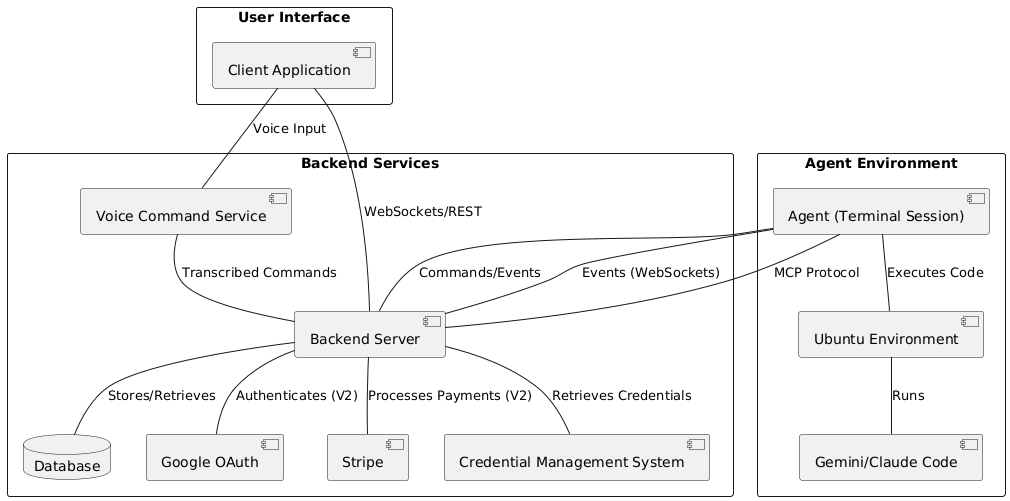 User Interface
Client Application
Voice Input
Backend Services
Agent Environment
Voice Command Service
WebSockets/REST
Agent (Terminal Session)
Transcribed Commands
Commands/Events
Events (WebSockets)
MCP Protocol
Executes Code
Backend Server
Ubuntu Environment
Stores/Retrieves
Authenticates (V2)
Processes Payments (V2)
Retrieves Credentials
Runs
Database
Google OAuth
Stripe
Credential Management System
Gemini/Claude Code